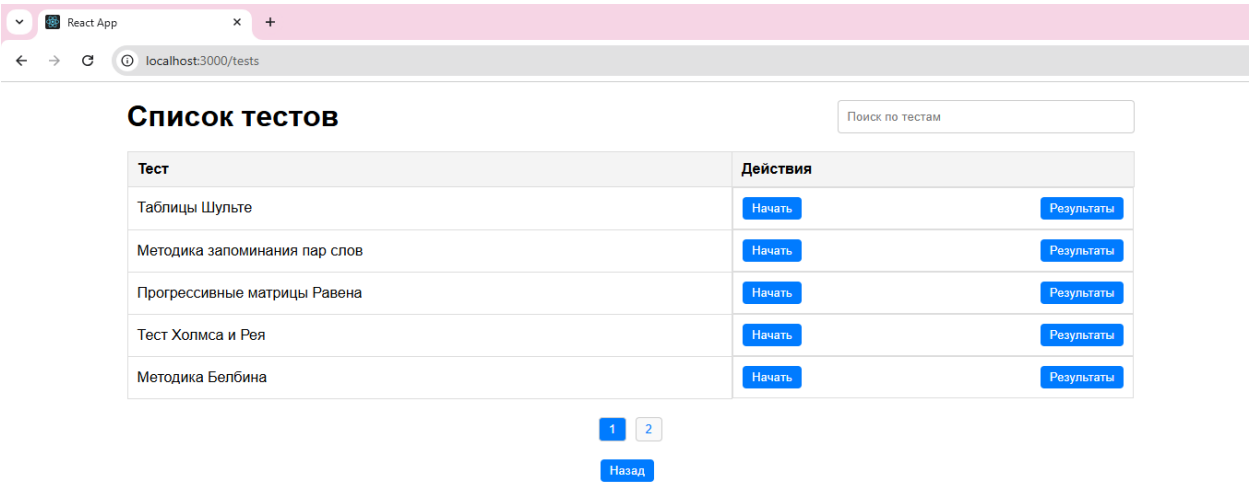 React App
localhost:3000/tests
Список тестов
Поиск по тестам
Тест Действия
Таблицы Шульте Начать Результаты
Методика запоминания пар слов Начать Результаты
Прогрессивные матрицы Равена Начать Результаты
Тест Холмса и Рея Начать Результаты
Методика Белбина Начать Результаты
1 2
Назад